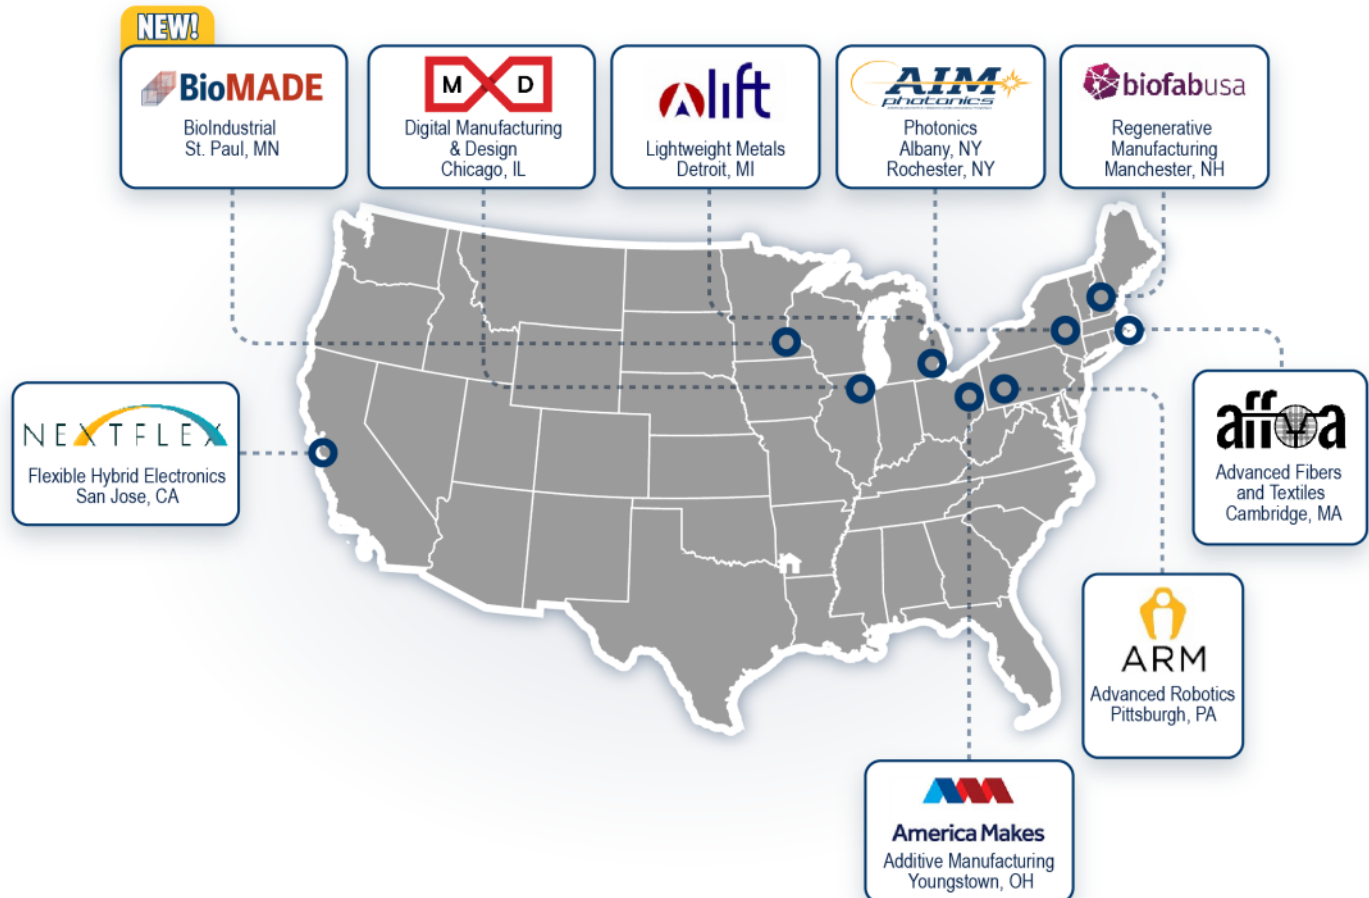 NEW!
BioMADE
BioIndustrial
St. Paul, MN
M D
Digital Manufacturing
& Design
Chicago, IL
lift
Lightweight Metals
Detroit, MI
AIM
photonics
Photonics
Albany, NY
Rochester, NY
biofabusa
Regenerative
Manufacturing
Manchester, NH
NEXTFLEX
Flexible Hybrid Electronics
San Jose, CA
affoa
Advanced Fibers
and Textiles
Cambridge, MA
ARM
Advanced Robotics
Pittsburgh, PA
America Makes
Additive Manufacturing
Youngstown, OH